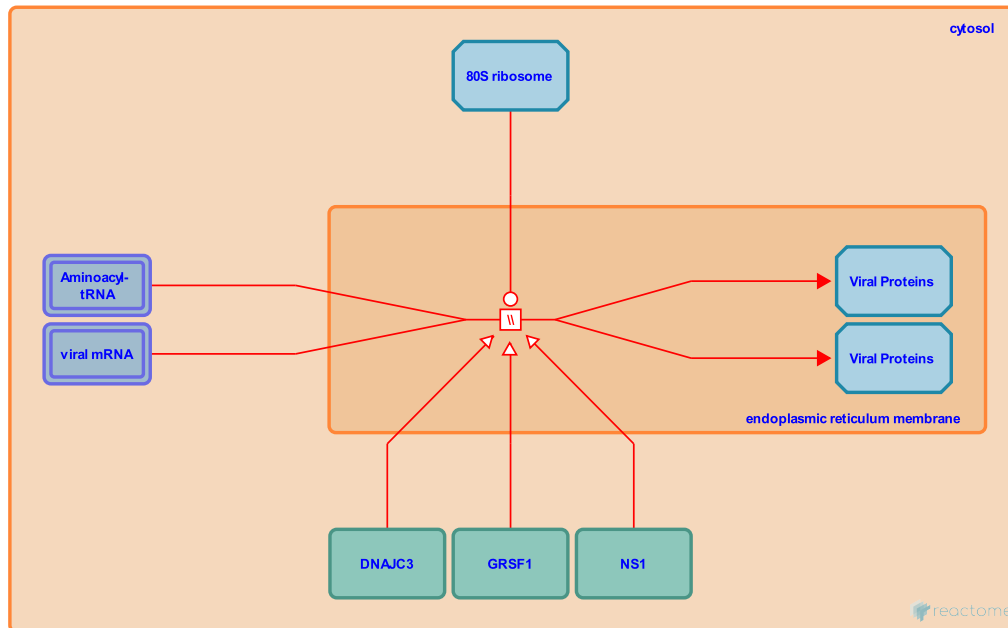 cytosol
80S ribosome
Aminoacyl-
tRNA
viral mRNA
\\
Viral Proteins
Viral Proteins
endoplasmic reticulum membrane
DNAJC3
GRSF1
NS1
reactome